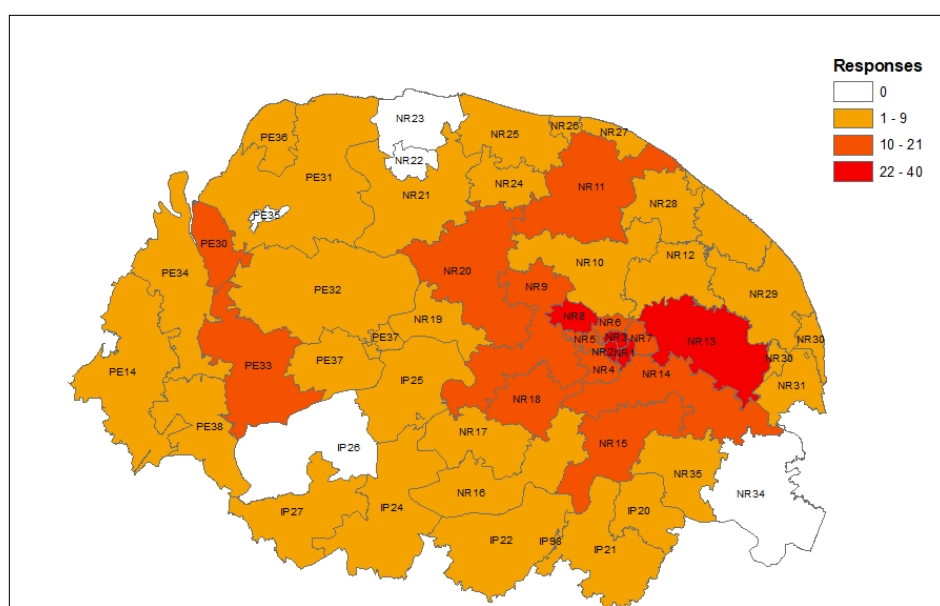 Responses
0
1 - 9
10 - 21
22 - 40
NR23
NR26
NR27
NR25
PE36
NR22
PE31
NR24
NR11
NR21
NR28
PE35
PE30
NR12
NR10
PE34
NR20
NR9
PE32
NR29
NR8
NR19
NR6
NR30
PE37
NR5
NR3
NR7
NR13
NR2
NR1
PE37
NR30
PE33
PE14
NR4
NR14
IP25
NR31
NR18
PE38
NR17
NR15
IP26
NR35
NR16
NR34
IP24
IP27
IP20
IP22
IP98
IP21